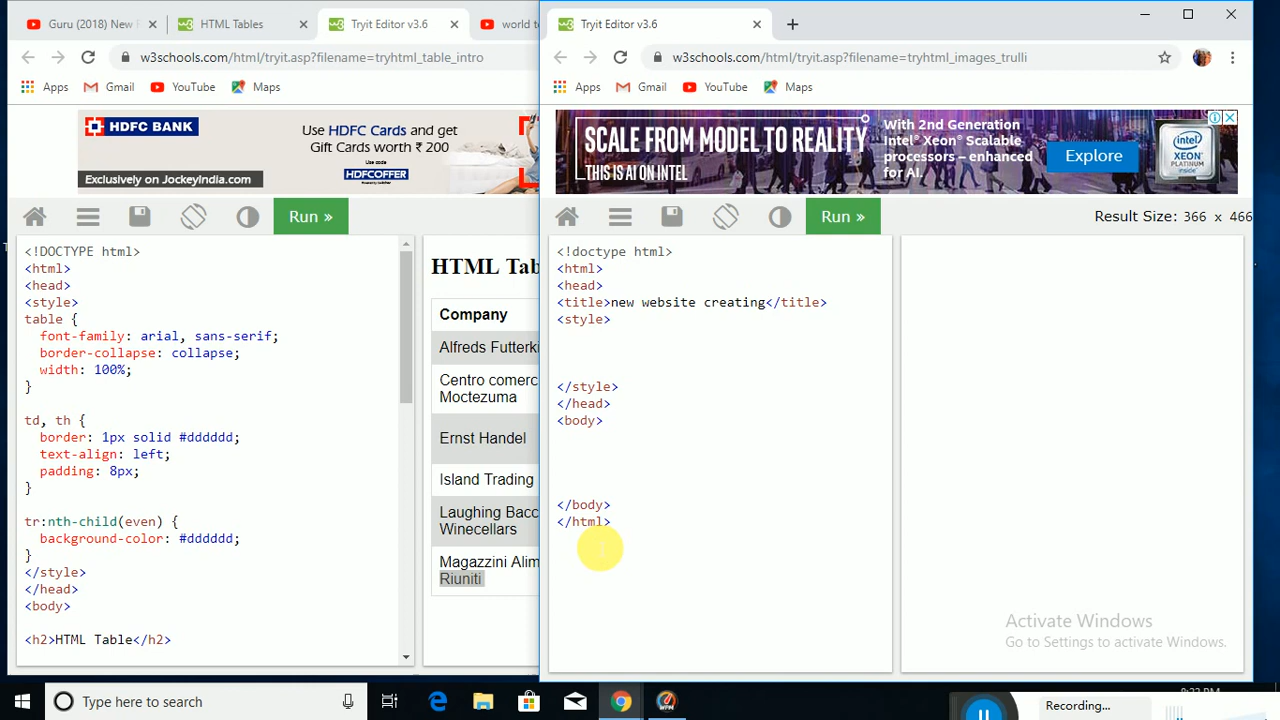 Guru (2018) New
HTML Tables
Tryit Editor v3.6
world to
w3schools.com/html/tryit.asp?filename=tryhtml_table_intro
Apps
Gmail
YouTube
Maps
HDFC BANK
Use HDFC Cards and get
Gift Cards worth ₹ 200
Use code
HDFCOFFER
Exclusively on JockeyIndia.com
Run »
<!DOCTYPE html>
<html>
<head>
<style>
table {
  font-family: arial, sans-serif;
  border-collapse: collapse;
  width: 100%;
}
td, th {
  border: 1px solid #dddddd;
  text-align: left;
  padding: 8px;
}
tr:nth-child(even) {
  background-color: #dddddd;
}
</style>
</head>
<body>
<h2>HTML Table</h2>
HTML Tab
Company
Alfreds Futterki
Centro comerc
Moctezuma
Ernst Handel
Island Trading
Laughing Bacc
Winecellars
Magazzini Alim
Riuniti
Tryit Editor v3.6
w3schools.com/html/tryit.asp?filename=tryhtml_images_trulli
Apps
Gmail
YouTube
Maps
SCALE FROM MODEL TO REALITY
THIS IS AI ON INTEL
With 2nd Generation
Intel® Xeon® Scalable
processors – enhanced
for AI.
Explore
intel
XEON
PLATINUM
inside
Run »
Result Size: 366 x 466
<!doctype html>
<html>
<head>
<title>new website creating</title>
<style>
</style>
</head>
<body>
</body>
</html>
Activate Windows
Go to Settings to activate Windows.
Type here to search
Recording...